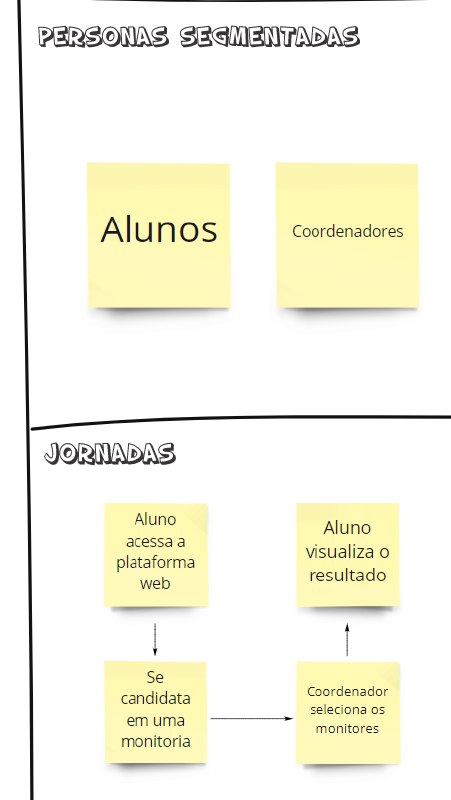 PERSONAS SEGMENTADAS
Alunos
Coordenadores
JORNADAS
Aluno
acessa a
plataforma
web
Se
candidata
em uma
monitoria
Coordenador
seleciona os
monitores
Aluno
visualiza o
resultado